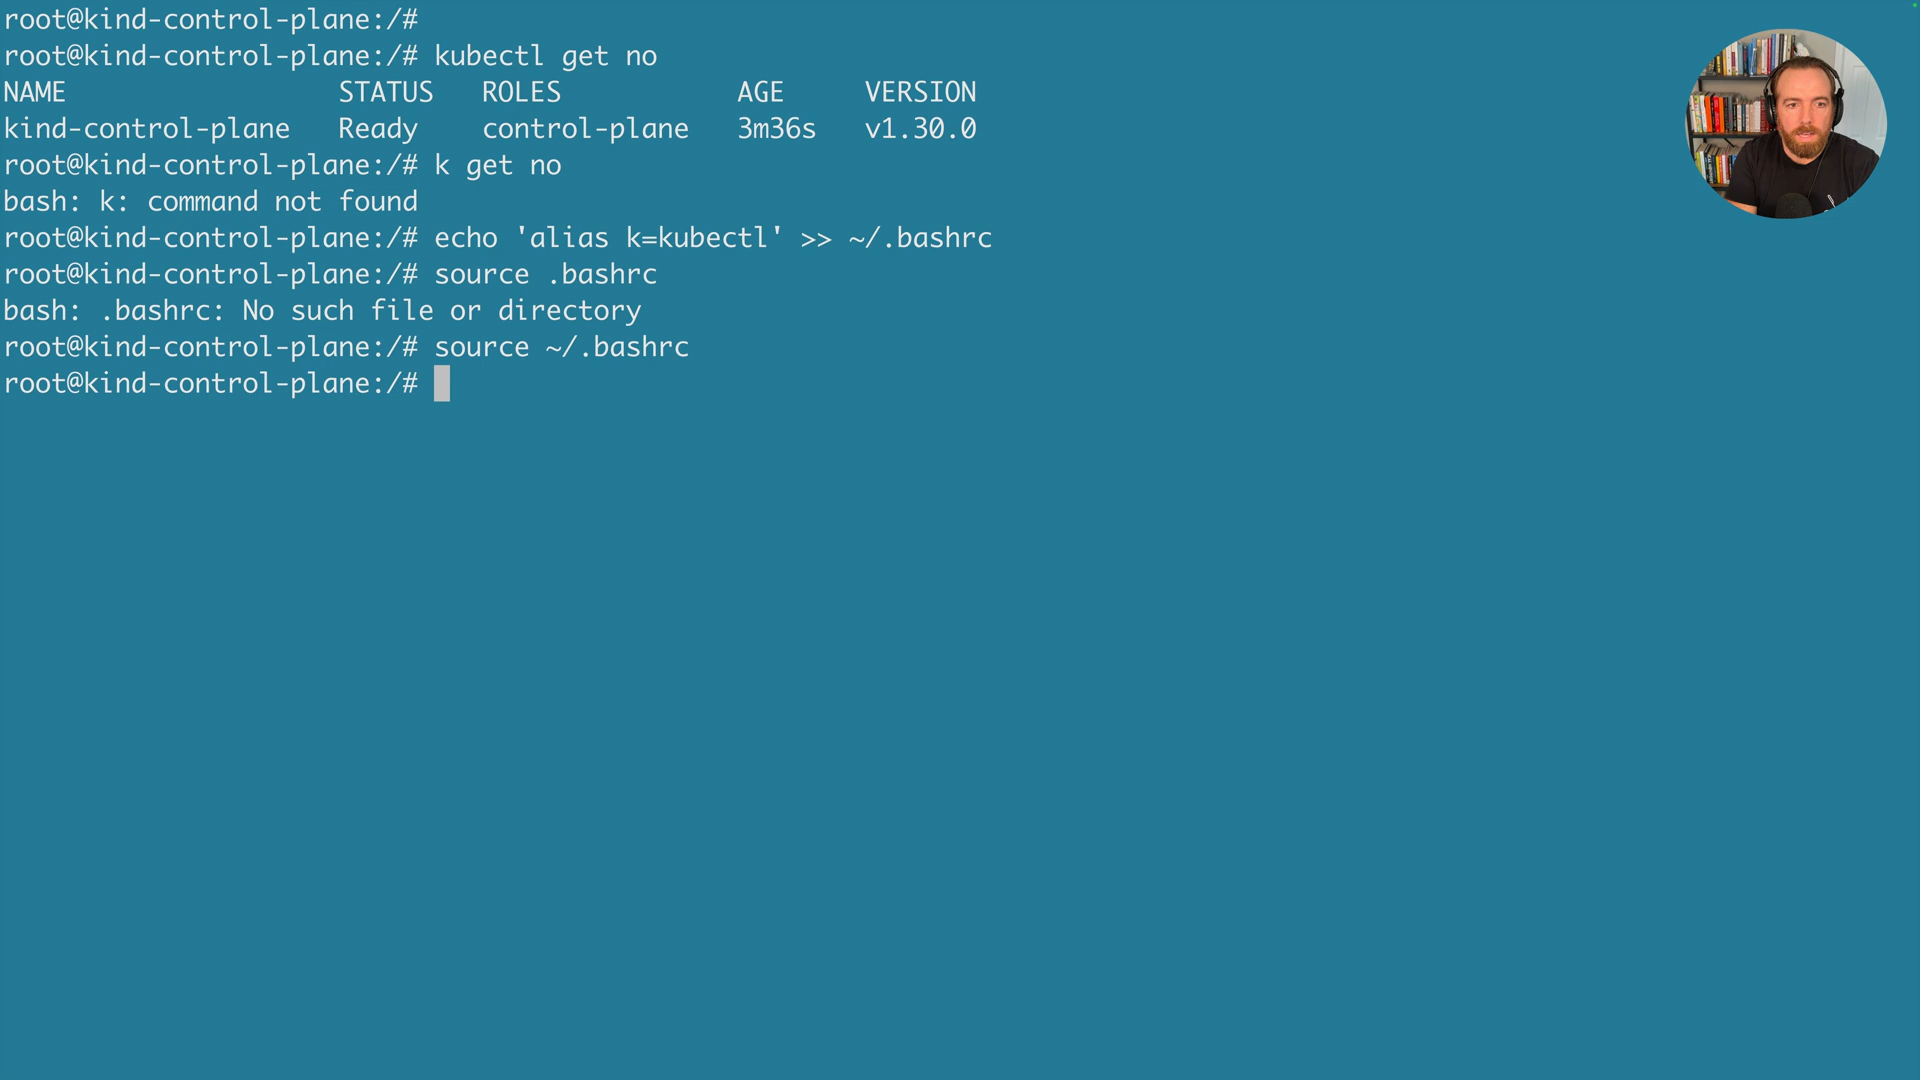 root@kind-control-plane:/#
root@kind-control-plane:/# kubectl get no
NAME                 STATUS   ROLES           AGE     VERSION
kind-control-plane   Ready    control-plane   3m36s   v1.30.0
root@kind-control-plane:/# k get no
bash: k: command not found
root@kind-control-plane:/# echo 'alias k=kubectl' >> ~/.bashrc
root@kind-control-plane:/# source .bashrc
bash: .bashrc: No such file or directory
root@kind-control-plane:/# source ~/.bashrc
root@kind-control-plane:/#